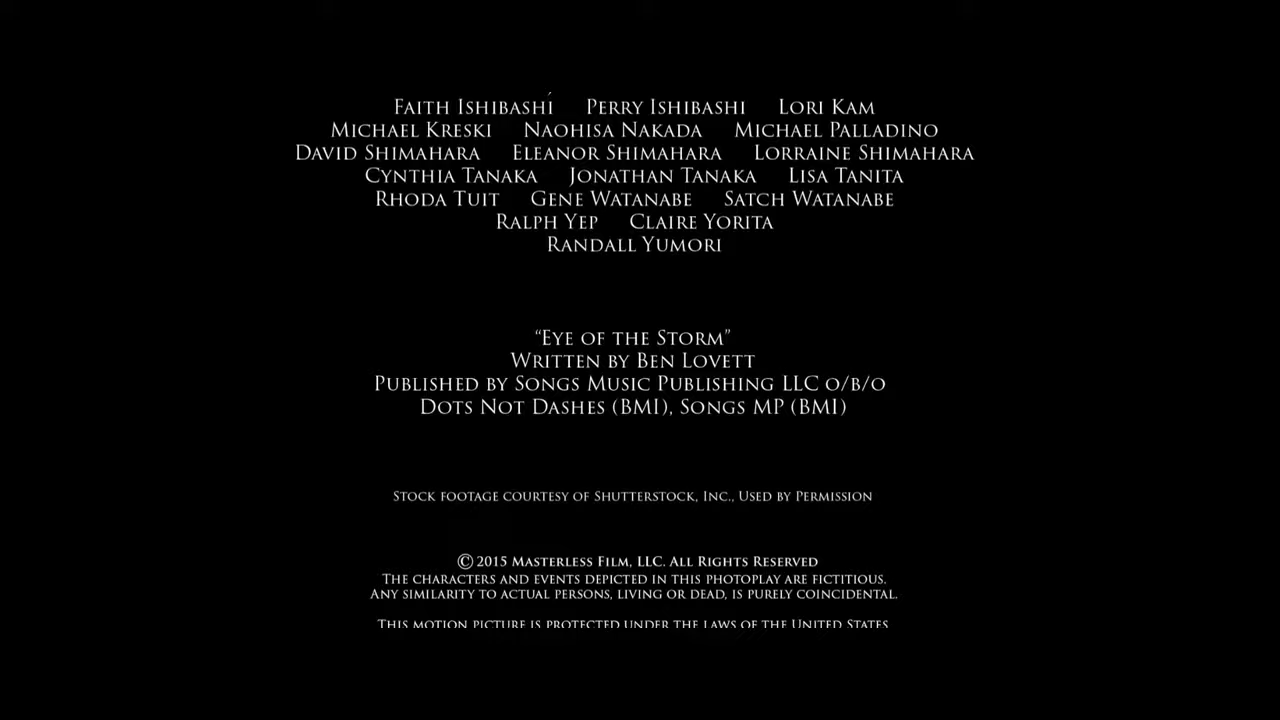 Faith Ishibashí Perry Ishibashi Lori Kam
Michael Kreski Naohisa Nakada Michael Palladino
David Shimahara Eleanor Shimahara Lorraine Shimahara
Cynthia Tanaka Jonathan Tanaka Lisa Tanita
Rhoda Tuit Gene Watanabe Satch Watanabe
Ralph Yep Claire Yorita
Randall Yumori
“Eye of the Storm”
Written by Ben Lovett
Published by Songs Music Publishing LLC o/b/o
Dots Not Dashes (BMI), Songs MP (BMI)
Stock footage courtesy of Shutterstock, Inc., Used by Permission
© 2015 Masterless Film, LLC. All Rights Reserved
The characters and events depicted in this photoplay are fictitious.
Any similarity to actual persons, living or dead, is purely coincidental.
This motion picture is protected under the laws of the United States